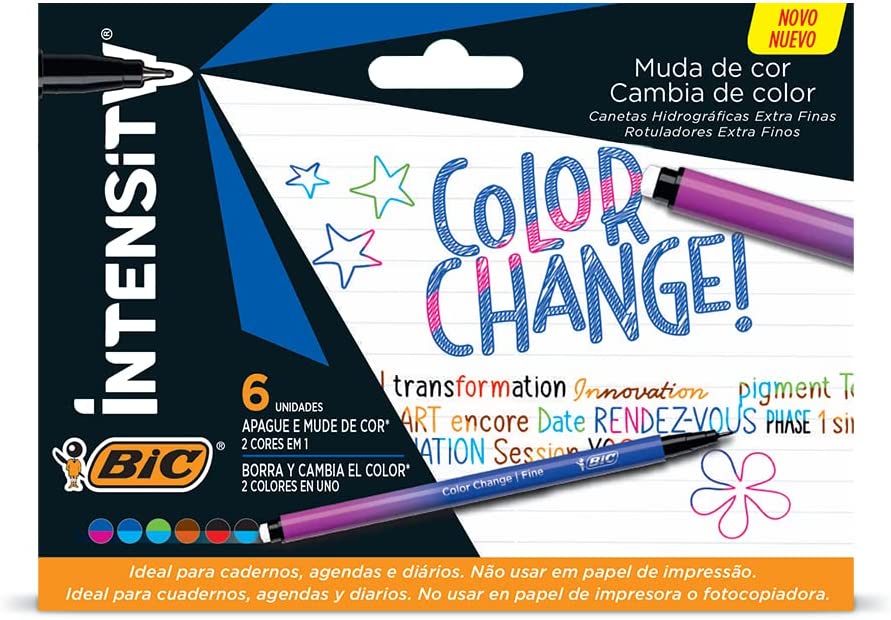 INTENSITY®
NOVO
NUEVO
Muda de cor
Cambia de color
Canetas Hidrográficas Extra Finas
Rotuladores Extra Finos
COLOR
CHANGE!
transformation Innovation pigment
ART encore Date RENDEZ-VOUS PHASE 1
Session
6 UNIDADES
APAGUE E MUDE DE COR*
2 CORES EM 1
BORRA Y CAMBIA EL COLOR*
2 COLORES EN UNO
BiC®
Color Change | Fine BiC
Ideal para cadernos, agendas e diários. Não usar em papel de impressão.
Ideal para cuadernos, agendas y diarios. No usar en papel de impresora o fotocopiadora.